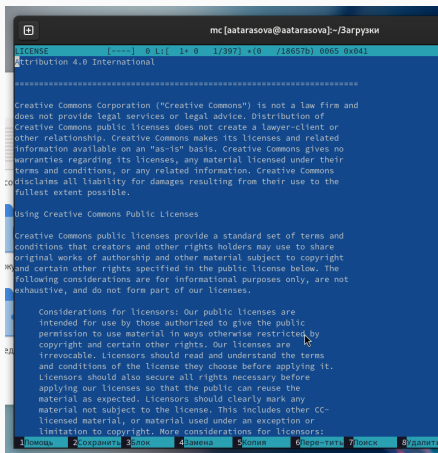 mc [aatarasova@aatarasova]:~/Загрузки
LICENSE [----] 0 L:[ 1+ 0 1/397] *(0 /18657b) 0065 0x041
Attribution 4.0 International
=======================================================================
Creative Commons Corporation ("Creative Commons") is not a law firm and
does not provide legal services or legal advice. Distribution of
Creative Commons public licenses does not create a lawyer-client or
other relationship. Creative Commons makes its licenses and related
information available on an "as-is" basis. Creative Commons gives no
warranties regarding its licenses, any material licensed under their
terms and conditions, or any related information. Creative Commons
disclaims all liability for damages resulting from their use to the
fullest extent possible.
Using Creative Commons Public Licenses
Creative Commons public licenses provide a standard set of terms and
conditions that creators and other rights holders may use to share
original works of authorship and other material subject to copyright
and certain other rights specified in the public license below. The
following considerations are for informational purposes only, are not
exhaustive, and do not form part of our licenses.
Considerations for licensors: Our public licenses are
intended for use by those authorized to give the public
permission to use material in ways otherwise restricted by
copyright and certain other rights. Our licenses are
irrevocable. Licensors should read and understand the terms
and conditions of the license they choose before applying it.
Licensors should also secure all rights necessary before
applying our licenses so that the public can reuse the
material as expected. Licensors should clearly mark any
material not subject to the license. This includes other CC-
licensed material, or material used under an exception or
limitation to copyright. More considerations for licensors:
1Помощь 2Сохранить 3Блок 4Замена 5Копия 6Пере~тить 7Поиск 8Удалить